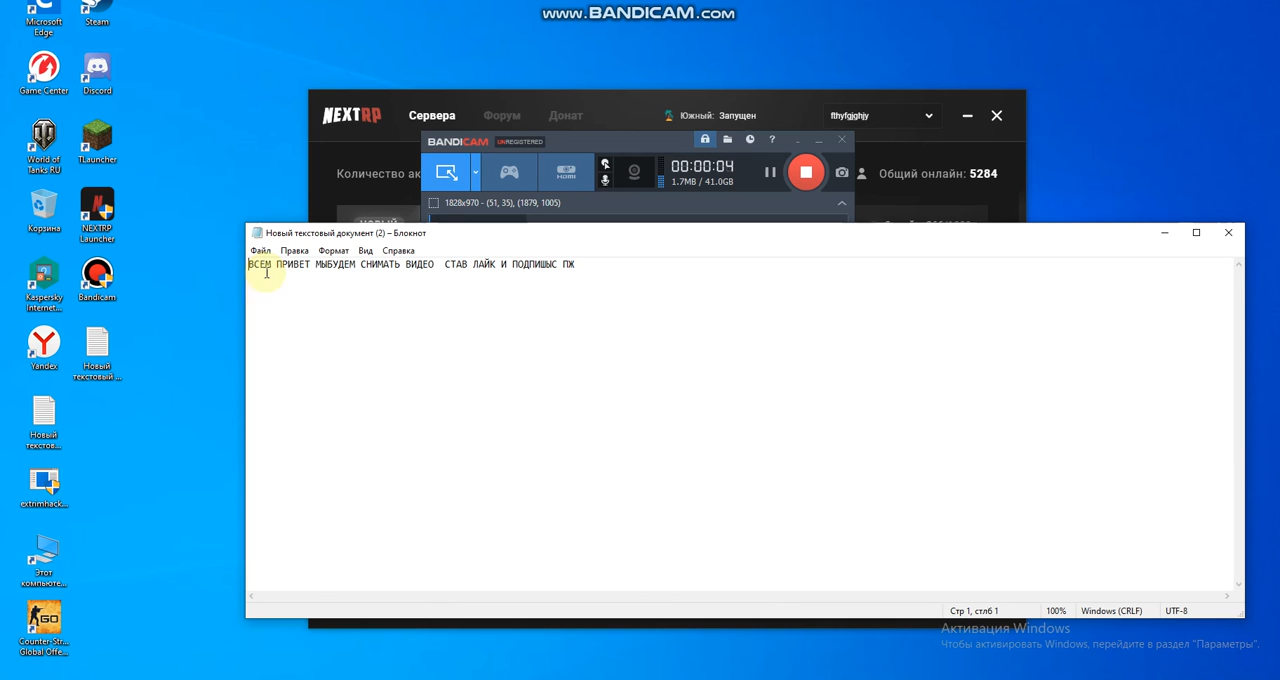 www.BANDICAM.com
Microsoft Edge
Steam
Game Center
Discord
World of Tanks RU
TLauncher
Корзина
NEXTRP Launcher
Kaspersky Internet...
Bandicam
Yandex
Новый текстовый ...
Новый текстов...
extrimhack...
Этот компьюте...
Counter-Str... Global Offe...
NEXTRP
Сервера
Форум
Донат
Южный: Запущен
fthyfgjghjy
Количество ак
Общий онлайн: 5284
BANDICAM UNREGISTERED
HDMI
00:00:04
1.7MB / 41.0GB
1828x970 - (51, 35), (1879, 1005)
Новый текстовый документ (2) – Блокнот
Файл Правка Формат Вид Справка
ВСЕМ ПРИВЕТ МЫБУДЕМ СНИМАТЬ ВИДЕО  СТАВ ЛАЙК И ПОДПИШЫС ПЖ
Стр 1, стлб 1
100%
Windows (CRLF)
UTF-8
Активация Windows
Чтобы активировать Windows, перейдите в раздел "Параметры".